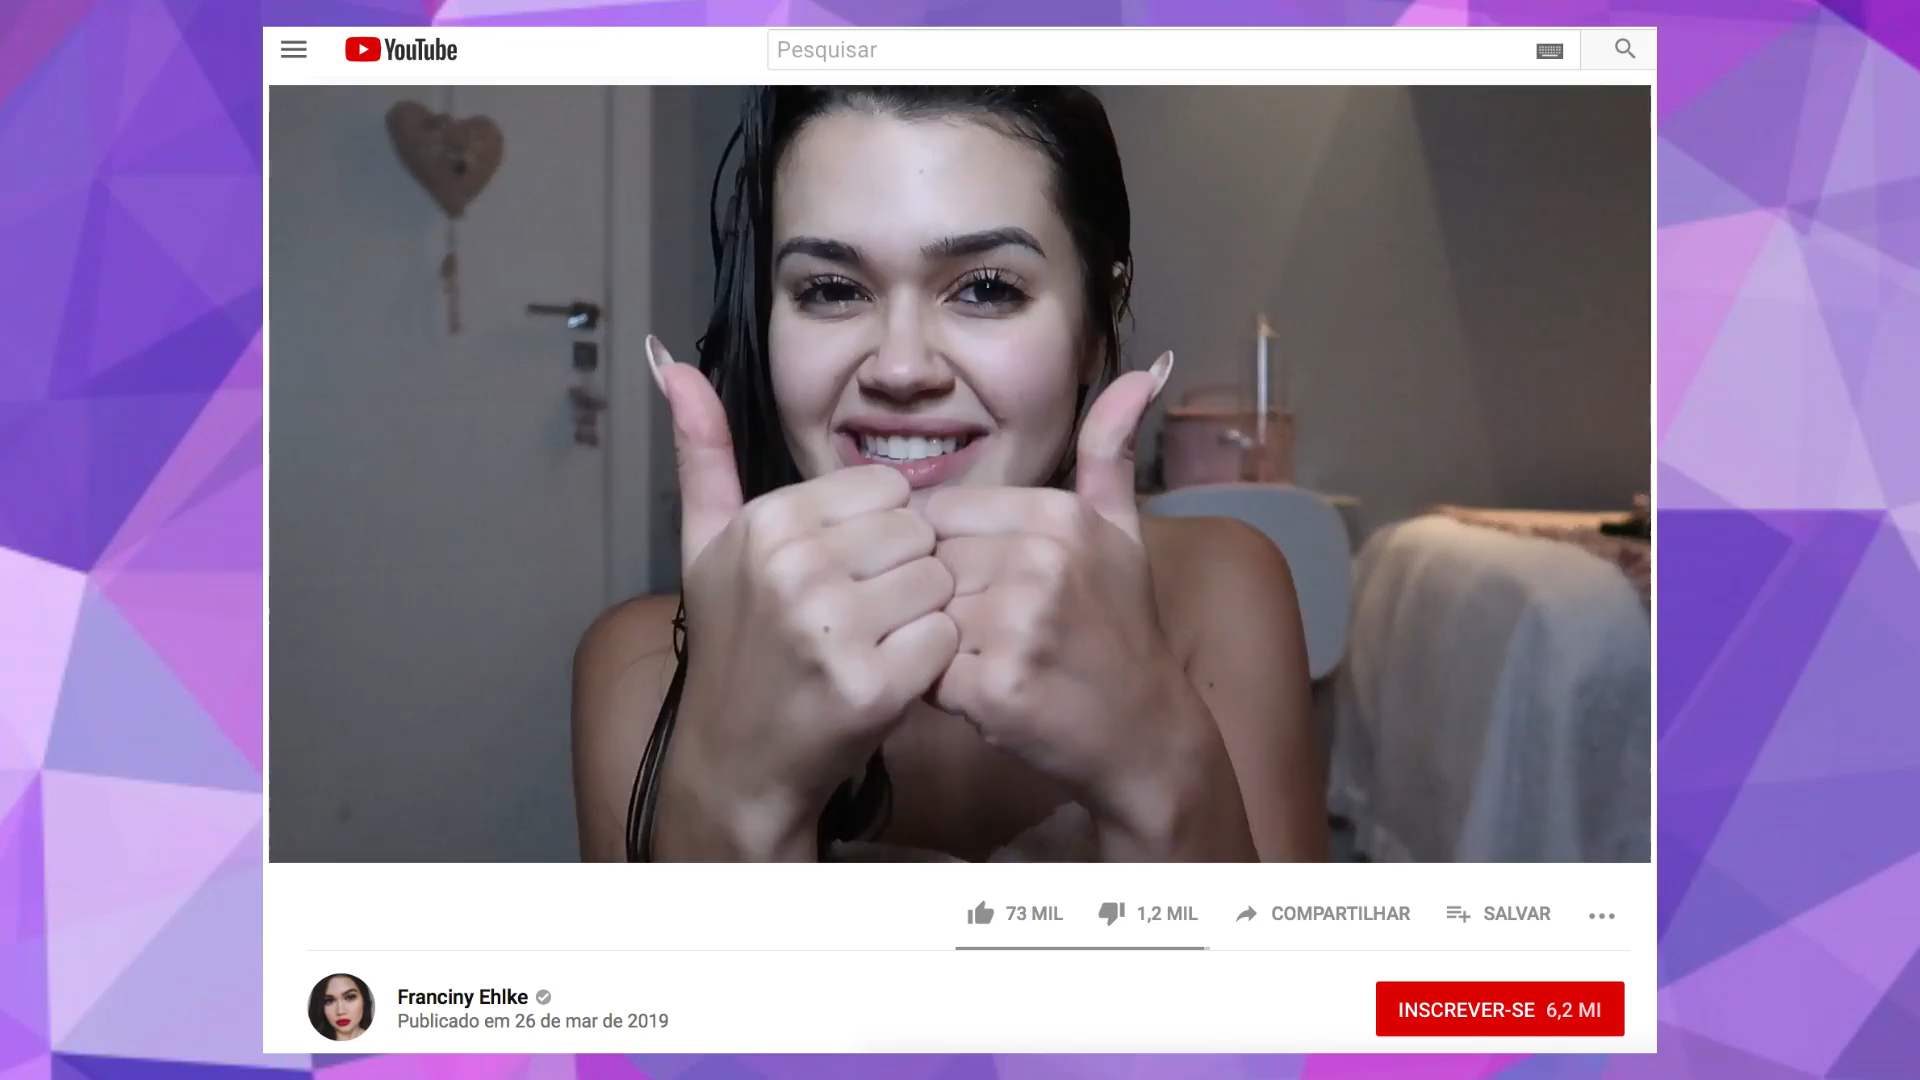 YouTube
Pesquisar
73 MIL
1,2 MIL
COMPARTILHAR
SALVAR
Franciny Ehlke
Publicado em 26 de mar de 2019
INSCREVER-SE 6,2 MI